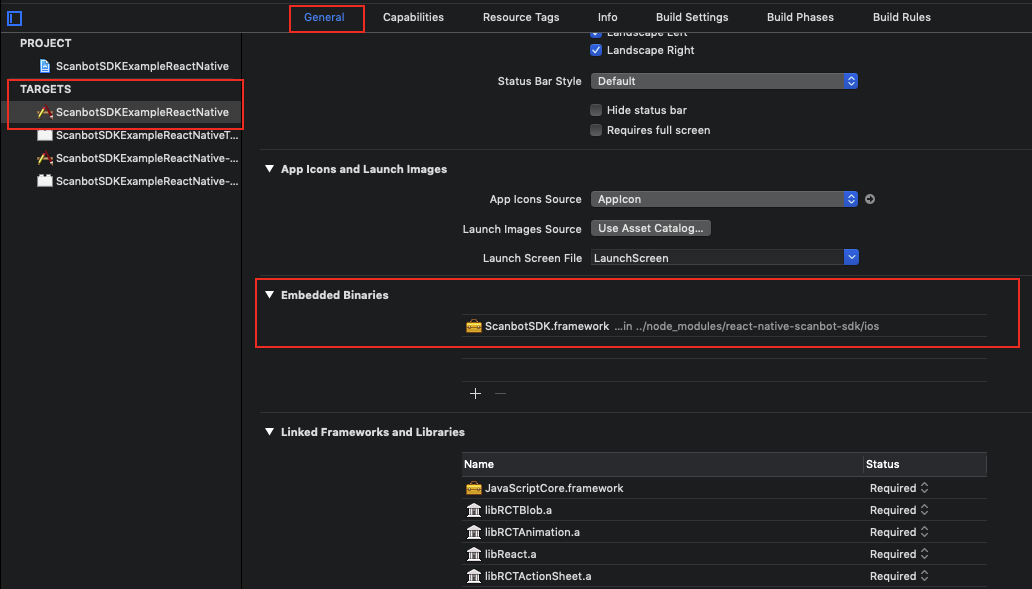 General Capabilities Resource Tags Info Build Settings Build Phases Build Rules
PROJECT
ScanbotSDKExampleReactNative
TARGETS
ScanbotSDKExampleReactNative
ScanbotSDKExampleReactNativeT...
ScanbotSDKExampleReactNative-...
ScanbotSDKExampleReactNative-...
Landscape Left
Landscape Right
Status Bar Style Default
Hide status bar
Requires full screen
App Icons and Launch Images
App Icons Source AppIcon
Launch Images Source Use Asset Catalog...
Launch Screen File LaunchScreen
Embedded Binaries
ScanbotSDK.framework ...in ../node_modules/react-native-scanbot-sdk/ios
Linked Frameworks and Libraries
Name Status
JavaScriptCore.framework Required
libRCTBlob.a Required
libRCTAnimation.a Required
libReact.a Required
libRCTActionSheet.a Required